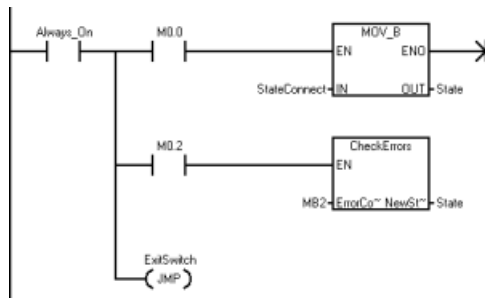 Always_On M0.0 MOV_B
EN ENO
StateConnect IN OUT State
M0.2 CheckErrors
EN
MB2 ErrorCo~ NewSt~ State
ExitSwitch
JMP